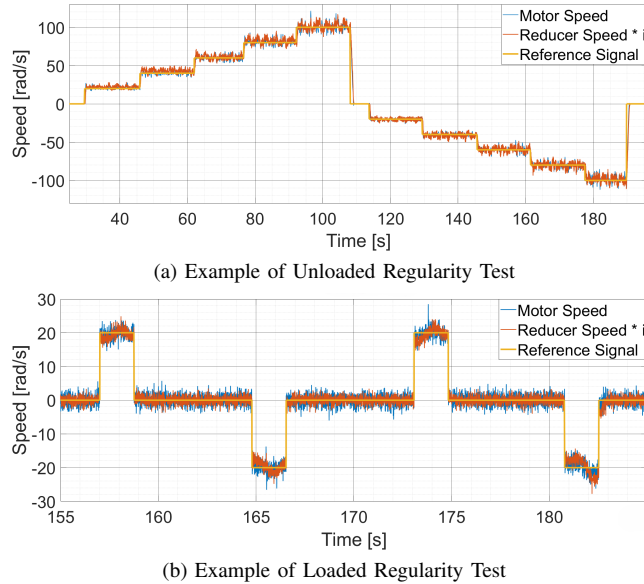 100
50
0
-50
-100
Speed [rad/s]
Motor Speed
Reducer Speed * i
Reference Signal
40 60 80 100 120 140 160 180
Time [s]
(a) Example of Unloaded Regularity Test
30
20
10
0
-10
-20
-30
Speed [rad/s]
Motor Speed
Reducer Speed * i
Reference Signal
155 160 165 170 175 180
Time [s]
(b) Example of Loaded Regularity Test